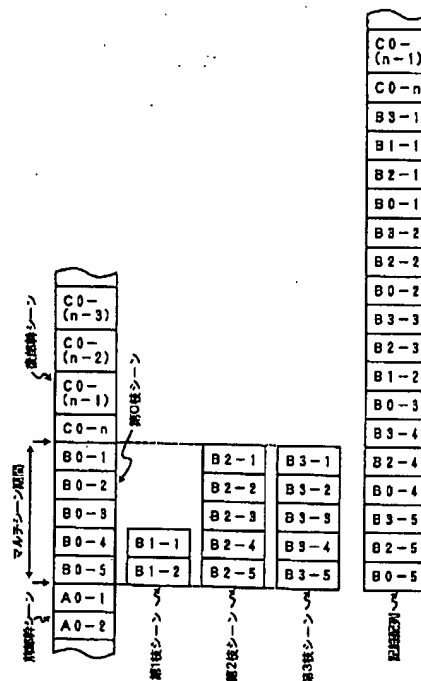 後部幹シーン
C0-
(n-3)
C0-
(n-2)
C0-
(n-1)
C0-n
第0枝シーン
マルチシーン期間
B0-1
B0-2
B0-3
B0-4
B0-5
前部幹シーン
A0-1
A0-2
B1-1
B1-2
第1枝シーン
B2-1
B2-2
B2-3
B2-4
B2-5
第2枝シーン
B3-1
B3-2
B3-3
B3-4
B3-5
第3枝シーン
C0-
(n-1)
C0-n
B3-1
B1-1
B2-1
B0-1
B3-2
B2-2
B0-2
B3-3
B2-3
B1-2
B0-3
B3-4
B2-4
B0-4
B3-5
B2-5
B0-5
記録配列